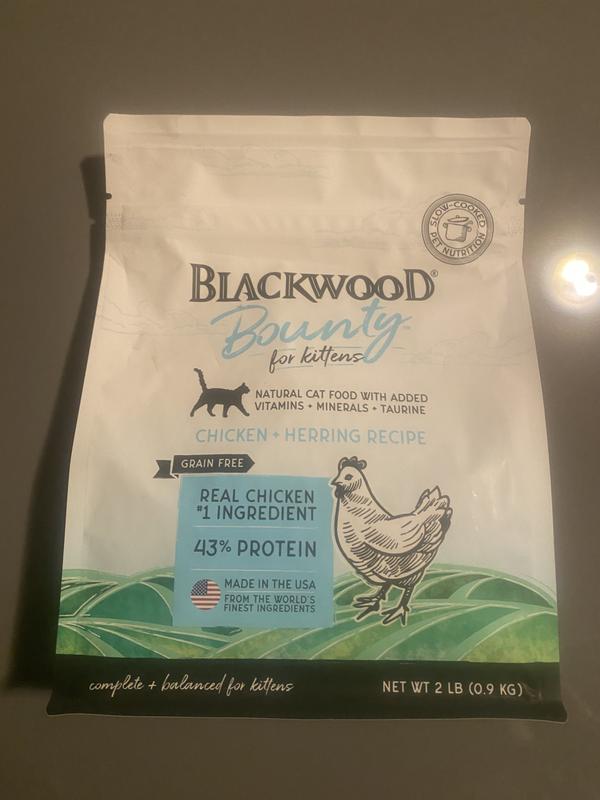 SLOW-COOKED
PET NUTRITION
BLACKWOOD®
Bounty™
for kittens
NATURAL CAT FOOD WITH ADDED
VITAMINS + MINERALS + TAURINE
CHICKEN + HERRING RECIPE
GRAIN FREE
REAL CHICKEN
#1 INGREDIENT
43% PROTEIN
MADE IN THE USA
FROM THE WORLD'S
FINEST INGREDIENTS
complete + balanced for kittens
NET WT 2 LB (0.9 KG)